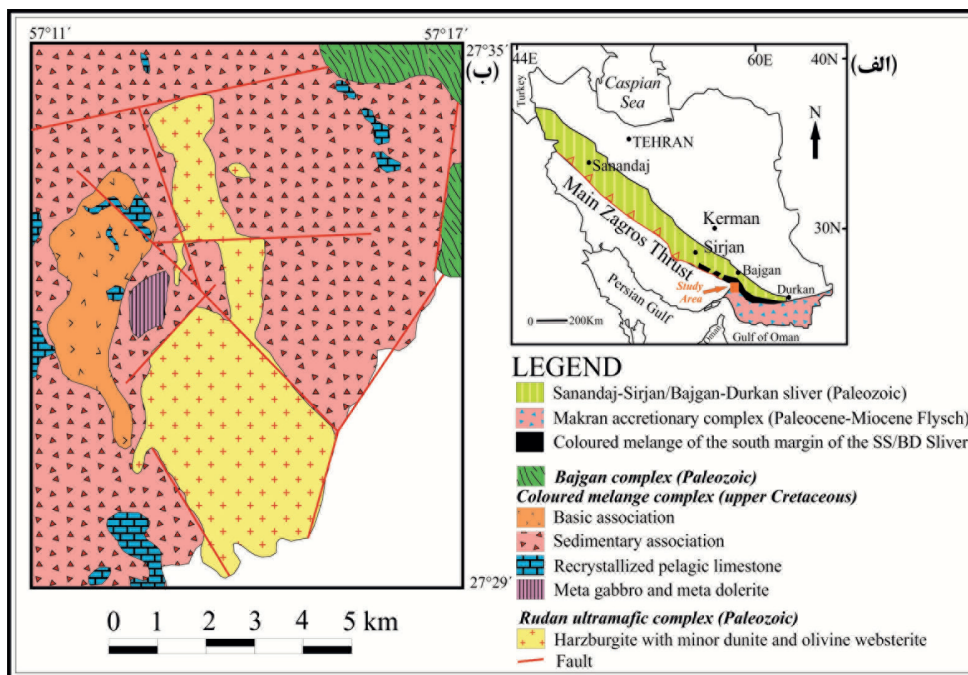 57°11´
57°17´
27°35´
(ب)
27°29´
0 1 2 3 4 5 km
44E
60E
40N
(الف)
Turkey
Caspian
Sea
N
TEHRAN
Sanandaj
Main Zagros Thrust
Kerman
30N
Sirjan
Bajgan
Study
Area
Durkan
Persian Gulf
0 200Km
Oman
Gulf of Oman
LEGEND
Sanandaj-Sirjan/Bajgan-Durkan sliver (Paleozoic)
Makran accretionary complex (Paleocene-Miocene Flysch)
Coloured melange of the south margin of the SS/BD Sliver
Bajgan complex (Paleozoic)
Coloured melange complex (upper Cretaceous)
Basic association
Sedimentary association
Recrystallized pelagic limestone
Meta gabbro and meta dolerite
Rudan ultramafic complex (Paleozoic)
Harzburgite with minor dunite and olivine websterite
Fault